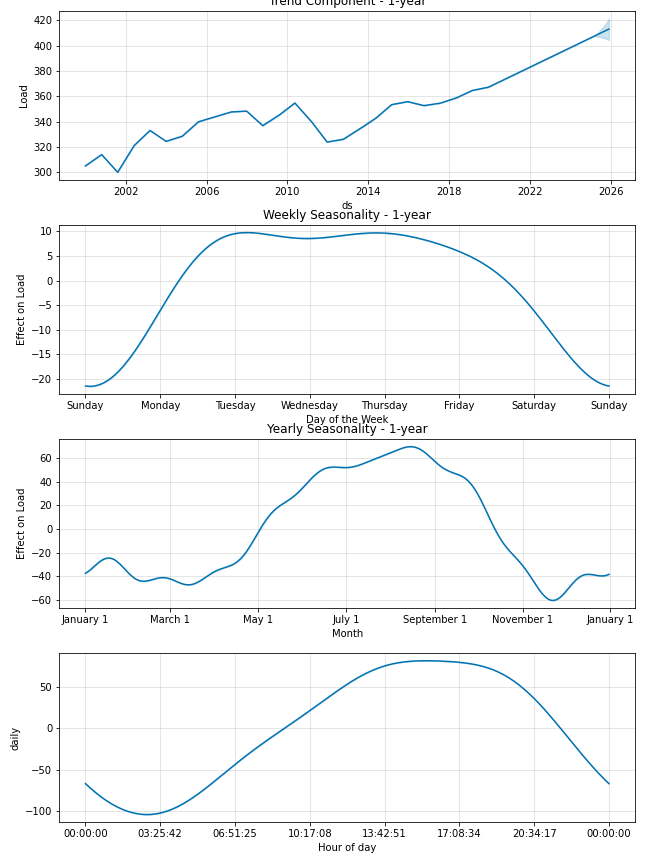 Trend Component - 1-year
420
400
380
360
340
320
300
Load
2002 2006 2010 2014 2018 2022 2026
ds
Weekly Seasonality - 1-year
10
5
0
−5
−10
−15
−20
Effect on Load
Sunday Monday Tuesday Wednesday Thursday Friday Saturday Sunday
Day of the Week
Yearly Seasonality - 1-year
60
40
20
0
−20
−40
−60
Effect on Load
January 1 March 1 May 1 July 1 September 1 November 1 January 1
Month
50
0
−50
−100
daily
00:00:00 03:25:42 06:51:25 10:17:08 13:42:51 17:08:34 20:34:17 00:00:00
Hour of day